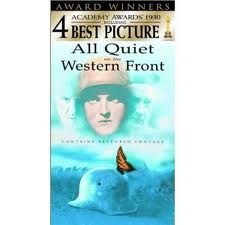 AWARD WINNERS
4 ACADEMY AWARDS 1930
INCLUDING
BEST PICTURE
All Quiet
on the
Western Front
CONTAINS RESTORED FOOTAGE